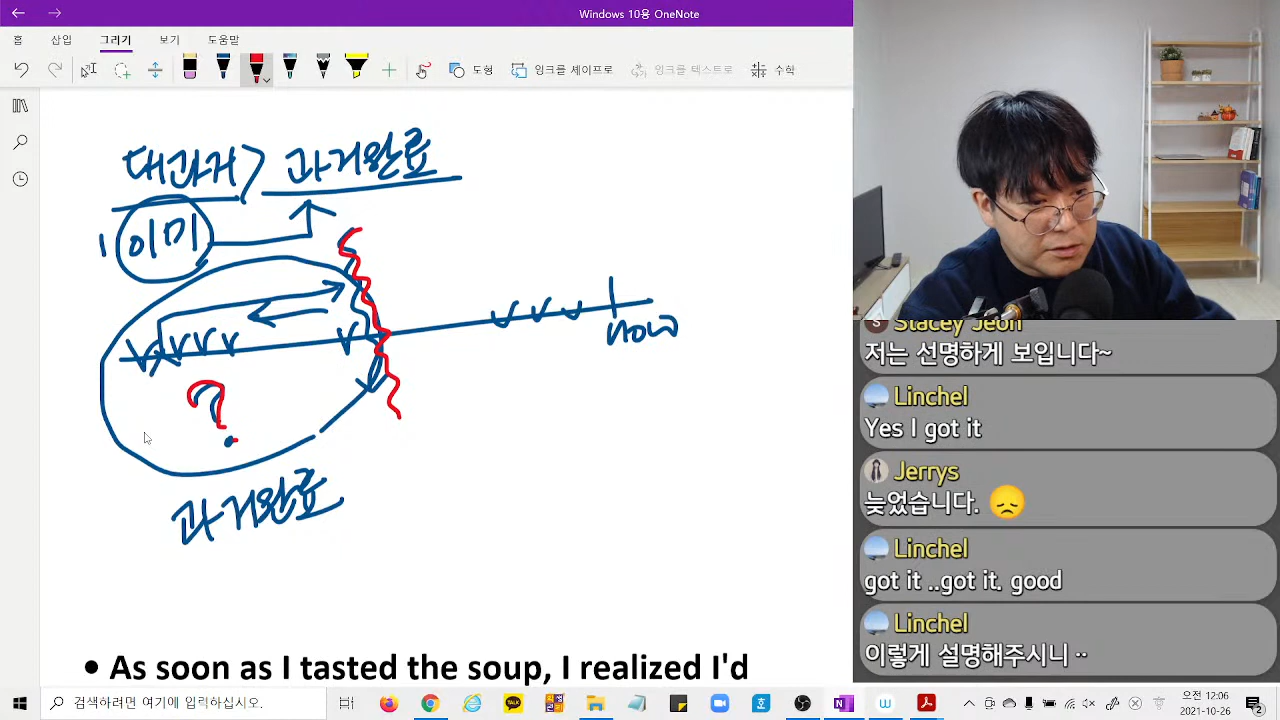 Windows 10용 OneNote
홈 삽입 그리기 보기 도움말
도형 잉크를 셰이프로 잉크를 텍스트로 수학
대과거 > 과거완료
이미
now
?
과거완료
• As soon as I tasted the soup, I realized I'd
Stacey Jeon
저는 선명하게 보입니다~
Linchel
Yes I got it
Jerrys
늦었습니다. 😞
Linchel
got it ..got it. good
Linchel
이렇게 설명해주시니 ··
검색하려면 여기에 입력하십시오.
오전 11:06
2021-10-26